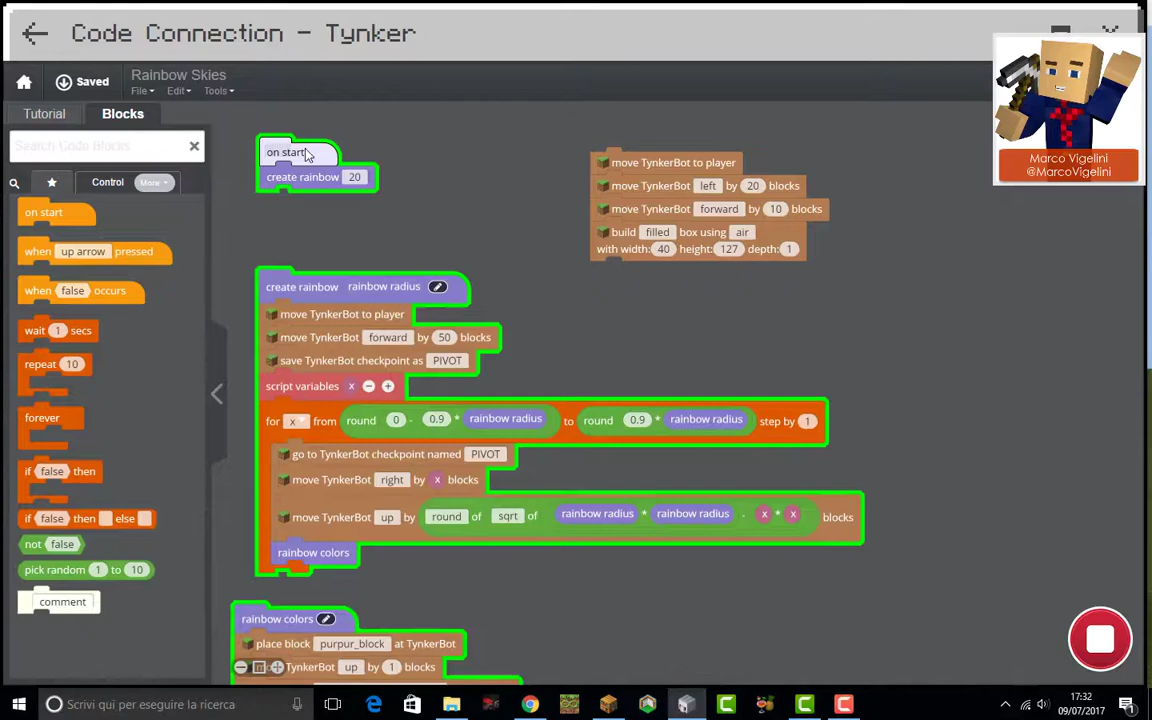 Code Connection - Tynker
Saved
Rainbow Skies
File
Edit
Tools
Marco Vigelini
@MarcoVigelini
Tutorial
Blocks
Search Code Blocks
Control
More
on start
when up arrow pressed
when false occurs
wait 1 secs
repeat 10
forever
if false then
if false then else
not false
pick random 1 to 10
comment
on start
create rainbow 20
move TynkerBot to player
move TynkerBot left by 20 blocks
move TynkerBot forward by 10 blocks
build filled box using air
with width: 40 height: 127 depth: 1
create rainbow rainbow radius
move TynkerBot to player
move TynkerBot forward by 50 blocks
save TynkerBot checkpoint as PIVOT
script variables x
for x from round 0 - 0.9 * rainbow radius to round 0.9 * rainbow radius step by 1
go to TynkerBot checkpoint named PIVOT
move TynkerBot right by x blocks
move TynkerBot up by round of sqrt of rainbow radius * rainbow radius - x * x blocks
rainbow colors
rainbow colors
place block purpur_block at TynkerBot
TynkerBot up by 1 blocks
Scrivi qui per eseguire la ricerca
17:32
09/07/2017
1